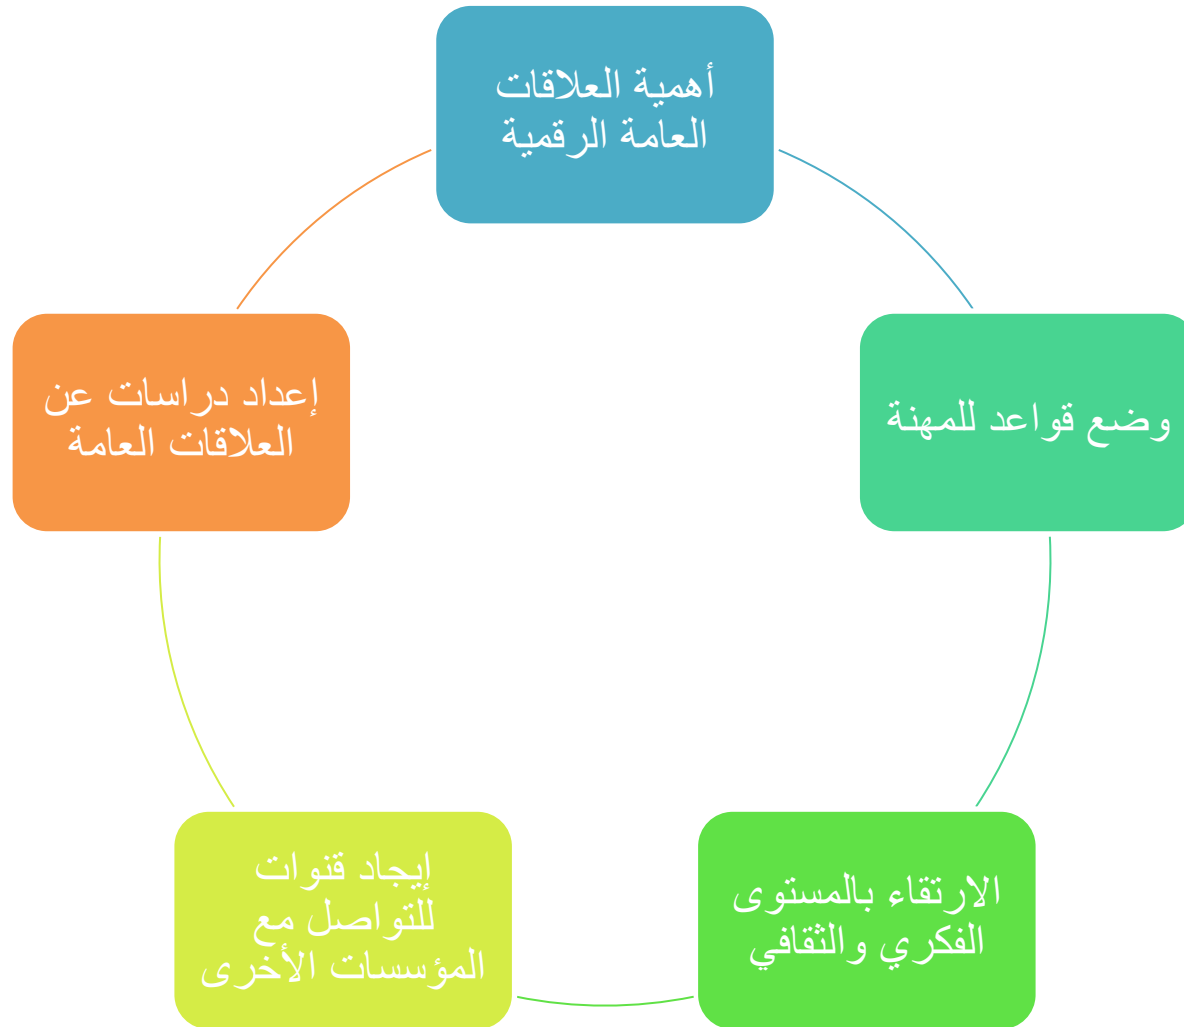 أهمية العلاقات
العامة الرقمية
وضع قواعد للمهنة
الارتقاء بالمستوى
الفكري والثقافي
إيجاد قنوات
للتواصل مع
المؤسسات الأخرى
إعداد دراسات عن
العلاقات العامة